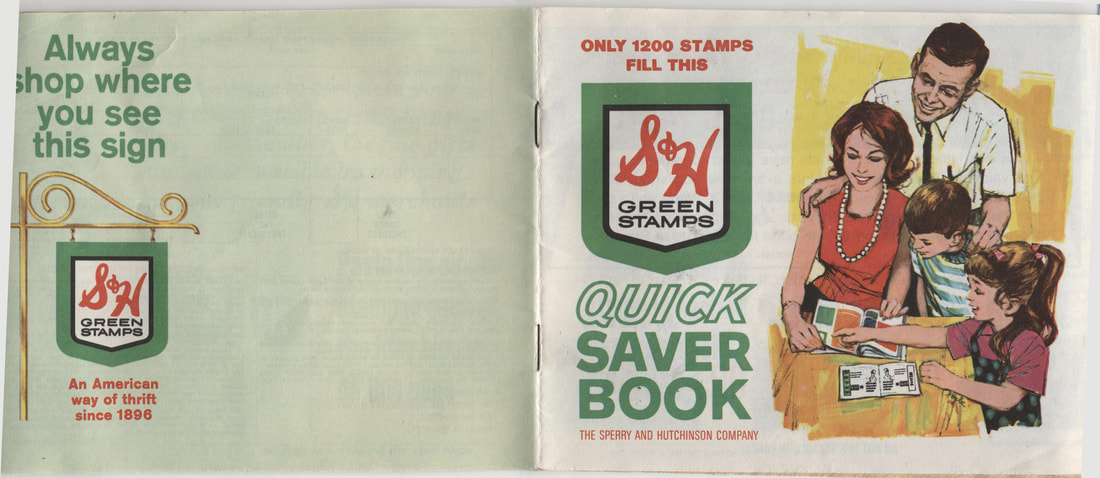 Always
shop where
you see
this sign
S&H
GREEN
STAMPS
An American
way of thrift
since 1896
ONLY 1200 STAMPS
FILL THIS
S&H
GREEN
STAMPS
QUICK
SAVER
BOOK
THE SPERRY AND HUTCHINSON COMPANY